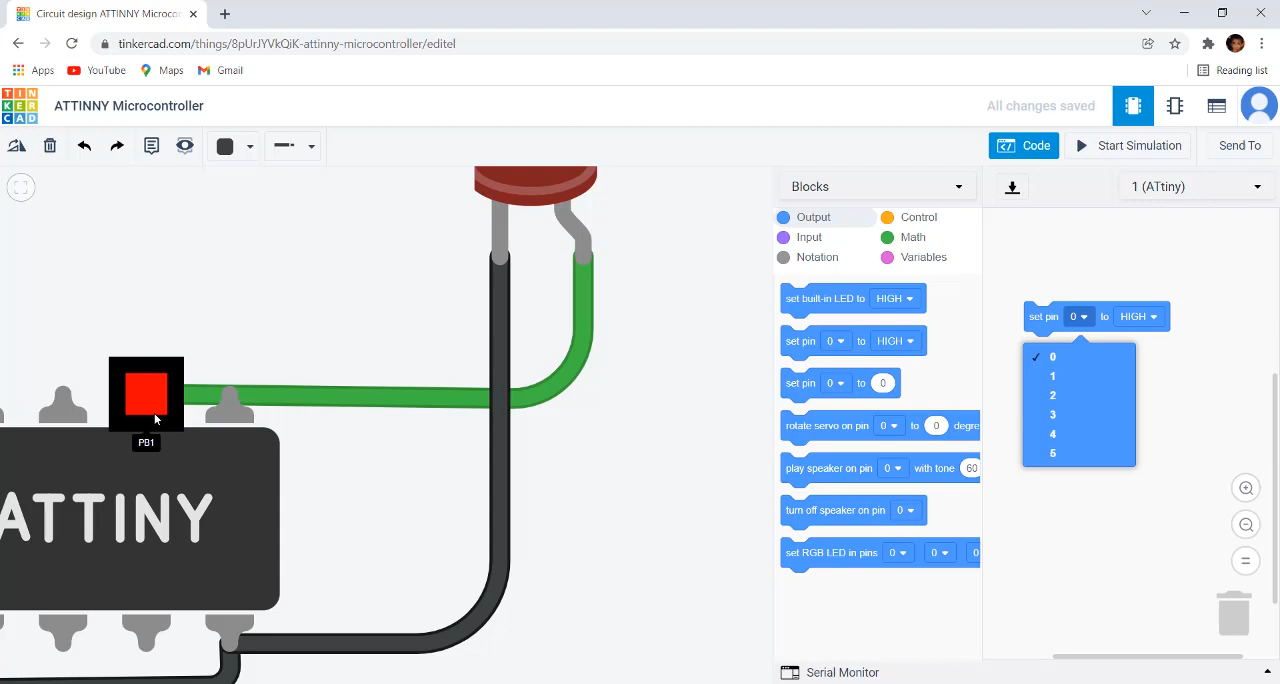 Circuit design ATTINNY Micrococ
tinkercad.com/things/8pUrJYVkQiK-attinny-microcontroller/editel
Apps YouTube Maps Gmail Reading list
TIN
KER
CAD
ATTINNY Microcontroller All changes saved
Code Start Simulation Send To
Blocks 1 (ATtiny)
Output Control
Input Math
Notation Variables
set built-in LED to HIGH
set pin 0 to HIGH
set pin 0 to HIGH
0
1
2
3
4
5
set pin 0 to 0
rotate servo on pin 0 to 0 degre
play speaker on pin 0 with tone 60
turn off speaker on pin 0
set RGB LED in pins 0 0 0
PB1
ATTINY
Serial Monitor